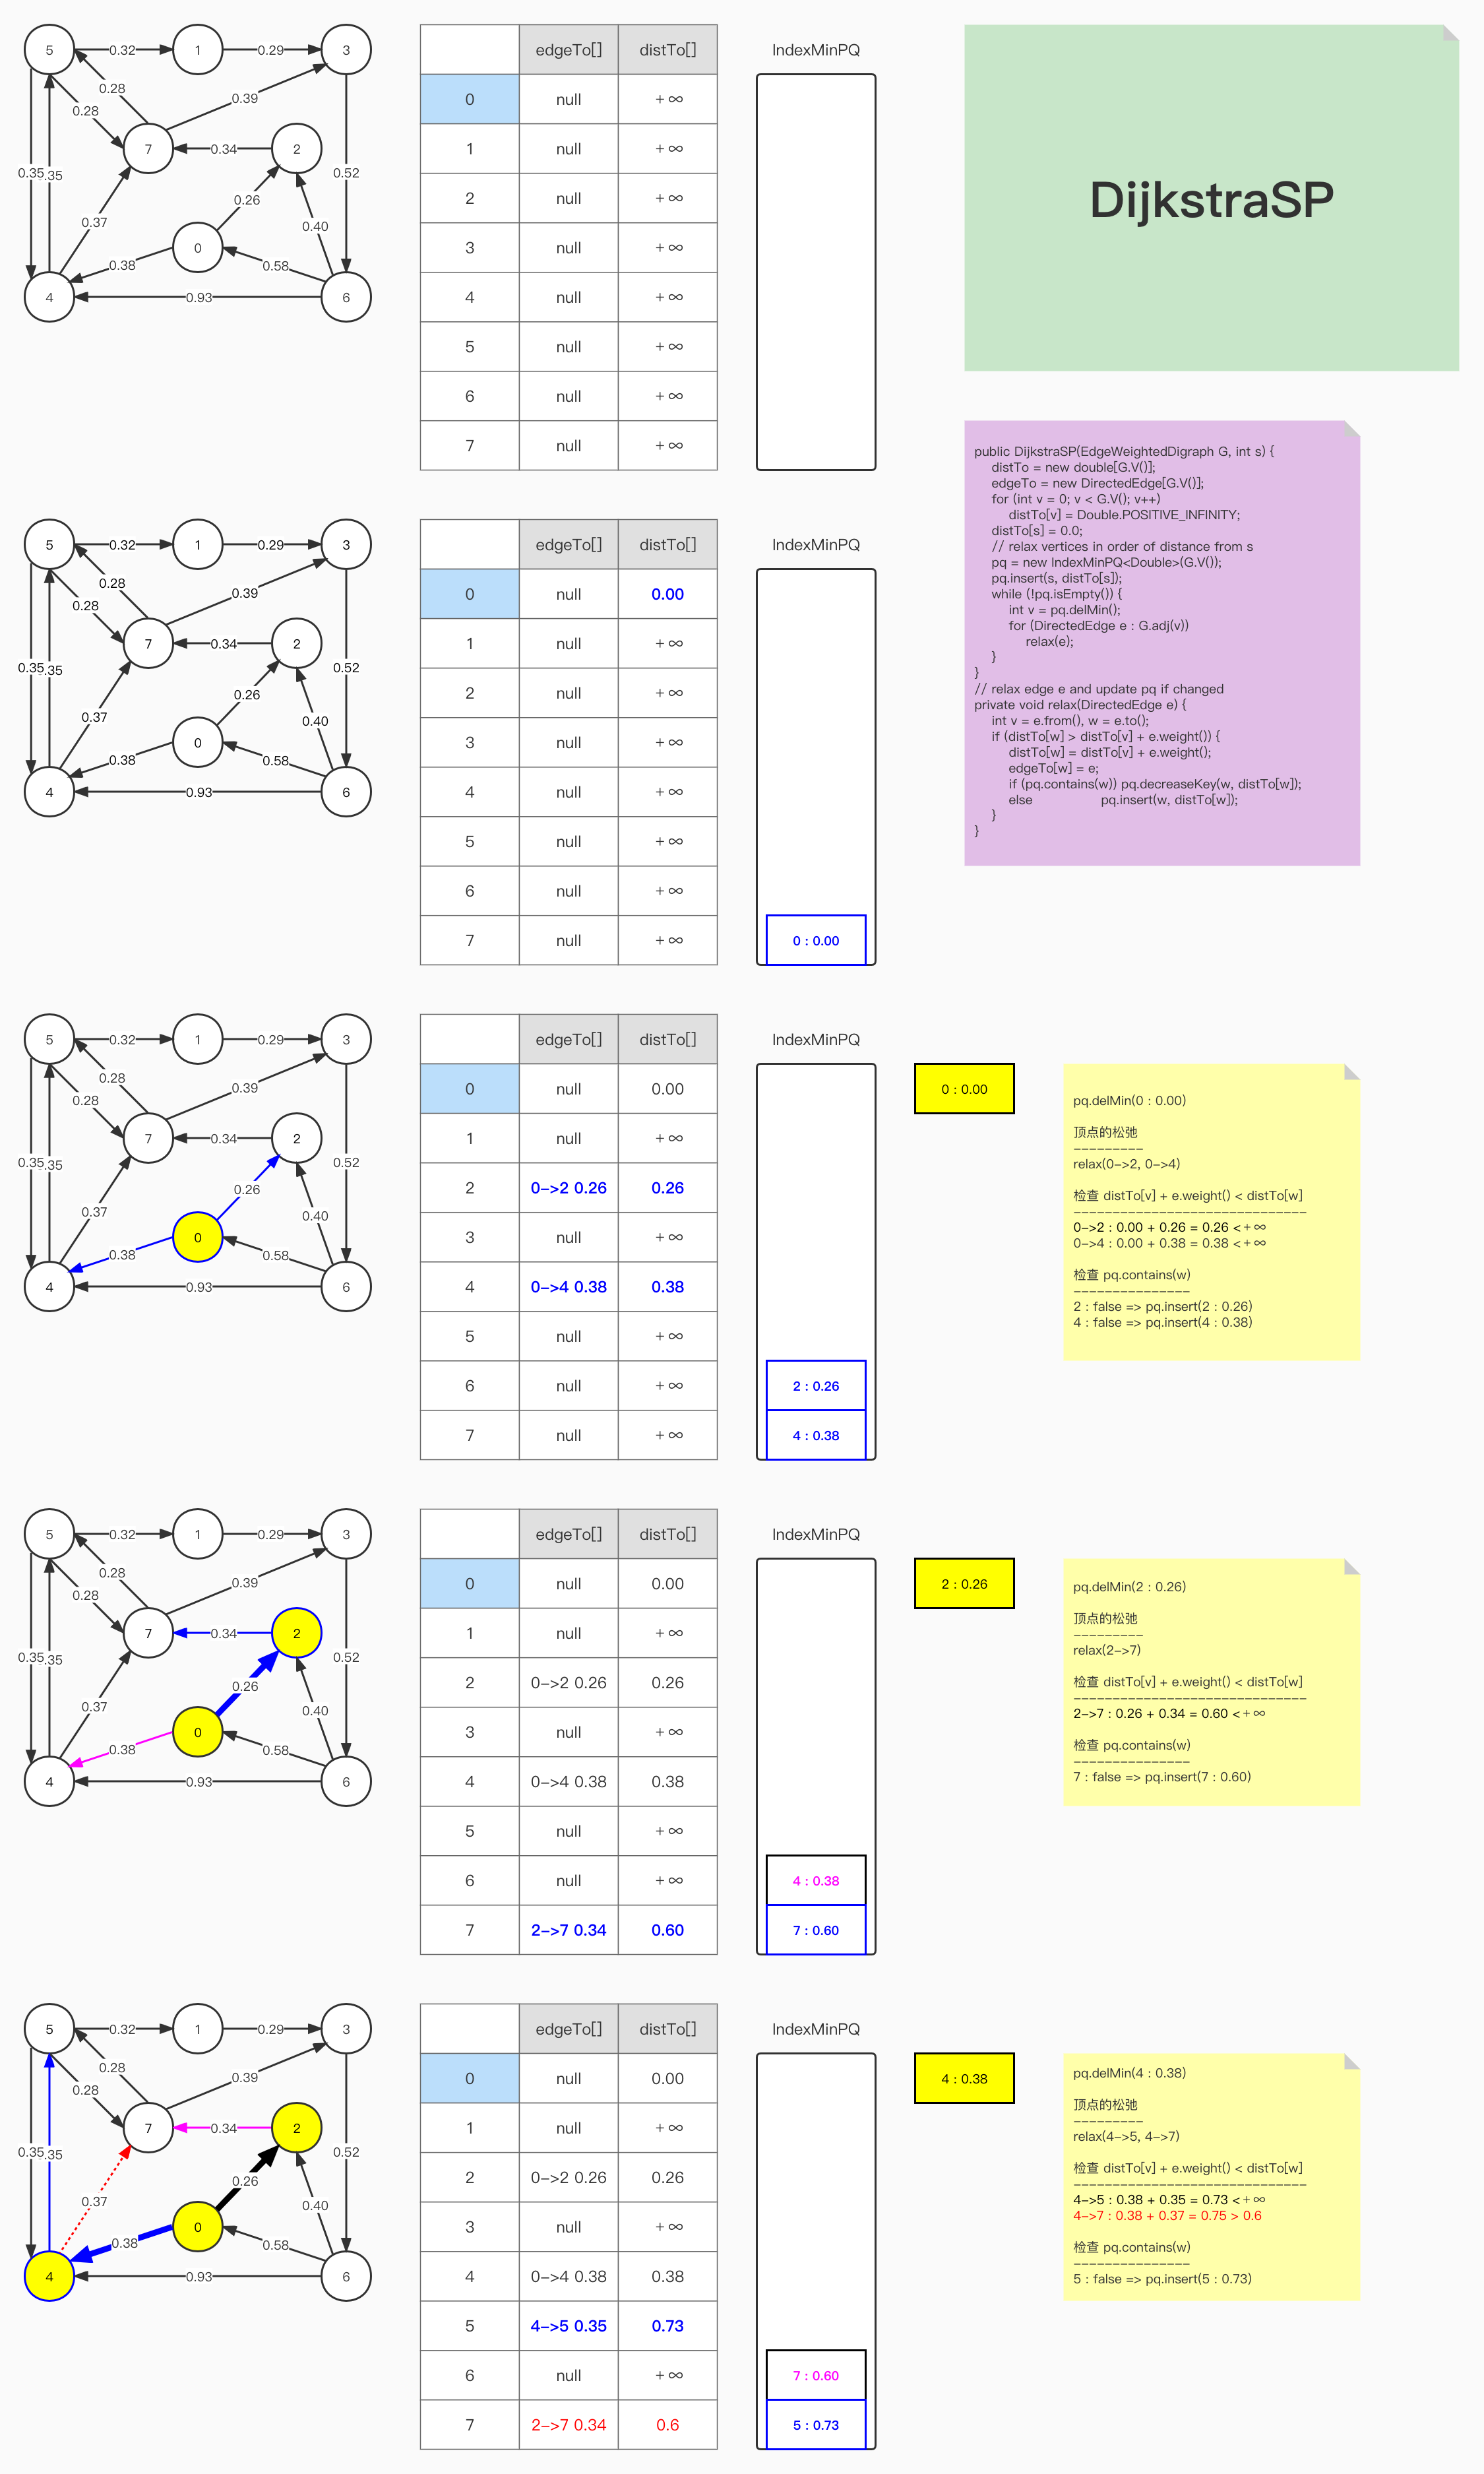 5 0.32 1 0.29 3
0.28
0.28 0.39
7 0.34 2
0.35 .35 0.52
0.26
0.37 0.40
0
0.38 0.58
4 0.93 6
edgeTo[] distTo[]
0 null +∞
1 null +∞
2 null +∞
3 null +∞
4 null +∞
5 null +∞
6 null +∞
7 null +∞
IndexMinPQ
DijkstraSP
public DijkstraSP(EdgeWeightedDigraph G, int s) {
distTo = new double[G.V()];
edgeTo = new DirectedEdge[G.V()];
for (int v = 0; v < G.V(); v++)
distTo[v] = Double.POSITIVE_INFINITY;
distTo[s] = 0.0;
// relax vertices in order of distance from s
pq = new IndexMinPQ<Double>(G.V());
pq.insert(s, distTo[s]);
while (!pq.isEmpty()) {
int v = pq.delMin();
for (DirectedEdge e : G.adj(v))
relax(e);
}
}
// relax edge e and update pq if changed
private void relax(DirectedEdge e) {
int v = e.from(), w = e.to();
if (distTo[w] > distTo[v] + e.weight()) {
distTo[w] = distTo[v] + e.weight();
edgeTo[w] = e;
if (pq.contains(w)) pq.decreaseKey(w, distTo[w]);
else pq.insert(w, distTo[w]);
}
}
5 0.32 1 0.29 3
0.28
0.28 0.39
7 0.34 2
0.35 .35 0.52
0.26
0.37 0.40
0
0.38 0.58
4 0.93 6
edgeTo[] distTo[]
0 null 0.00
1 null +∞
2 null +∞
3 null +∞
4 null +∞
5 null +∞
6 null +∞
7 null +∞
IndexMinPQ
0 : 0.00
5 0.32 1 0.29 3
0.28
0.28 0.39
7 0.34 2
0.35 .35 0.52
0.26
0.37 0.40
0
0.38 0.58
4 0.93 6
edgeTo[] distTo[]
0 null 0.00
1 null +∞
2 0->2 0.26 0.26
3 null +∞
4 0->4 0.38 0.38
5 null +∞
6 null +∞
7 null +∞
IndexMinPQ
2 : 0.26
4 : 0.38
0 : 0.00
pq.delMin(0 : 0.00)
顶点的松弛
---------
relax(0->2, 0->4)
检查 distTo[v] + e.weight() < distTo[w]
------------------------------
0->2 : 0.00 + 0.26 = 0.26 <+∞
0->4 : 0.00 + 0.38 = 0.38 <+∞
检查 pq.contains(w)
---------------
2 : false => pq.insert(2 : 0.26)
4 : false => pq.insert(4 : 0.38)
5 0.32 1 0.29 3
0.28
0.28 0.39
7 0.34 2
0.35 .35 0.52
0.26
0.37 0.40
0
0.38 0.58
4 0.93 6
edgeTo[] distTo[]
0 null 0.00
1 null +∞
2 0->2 0.26 0.26
3 null +∞
4 0->4 0.38 0.38
5 null +∞
6 null +∞
7 2->7 0.34 0.60
IndexMinPQ
4 : 0.38
7 : 0.60
2 : 0.26
pq.delMin(2 : 0.26)
顶点的松弛
---------
relax(2->7)
检查 distTo[v] + e.weight() < distTo[w]
------------------------------
2->7 : 0.26 + 0.34 = 0.60 <+∞
检查 pq.contains(w)
---------------
7 : false => pq.insert(7 : 0.60)
5 0.32 1 0.29 3
0.28
0.28 0.39
7 0.34 2
0.35 .35 0.52
0.26
0.37 0.40
0
0.38 0.58
4 0.93 6
edgeTo[] distTo[]
0 null 0.00
1 null +∞
2 0->2 0.26 0.26
3 null +∞
4 0->4 0.38 0.38
5 4->5 0.35 0.73
6 null +∞
7 2->7 0.34 0.6
IndexMinPQ
7 : 0.60
5 : 0.73
4 : 0.38
pq.delMin(4 : 0.38)
顶点的松弛
---------
relax(4->5, 4->7)
检查 distTo[v] + e.weight() < distTo[w]
------------------------------
4->5 : 0.38 + 0.35 = 0.73 <+∞
4->7 : 0.38 + 0.37 = 0.75 > 0.6
检查 pq.contains(w)
---------------
5 : false => pq.insert(5 : 0.73)